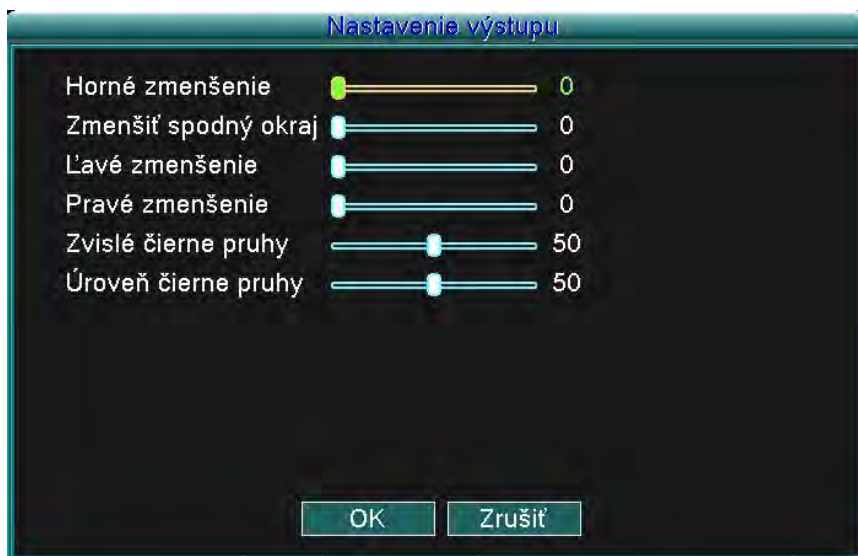 Nastavenie výstupu
Horné zmenšenie 0
Zmenšiť spodný okraj 0
Ľavé zmenšenie 0
Pravé zmenšenie 0
Zvislé čierne pruhy 50
Úroveň čierne pruhy 50
OK Zrušiť